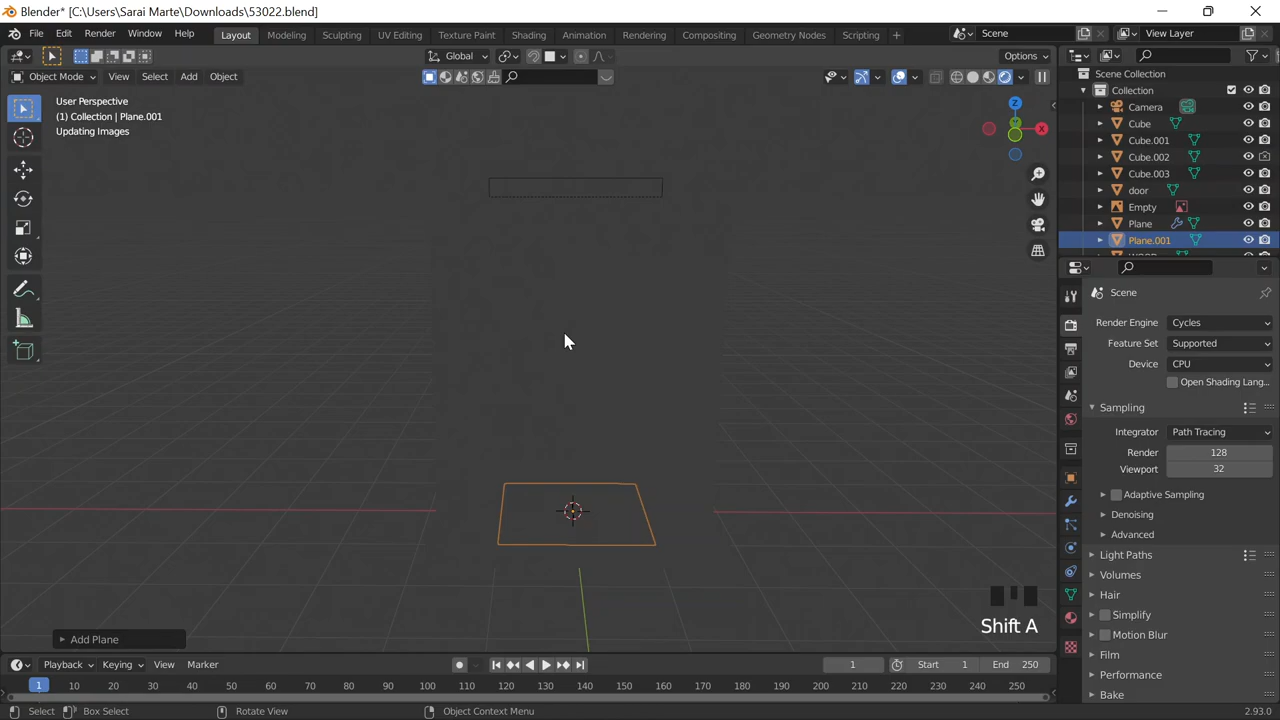 Blender* [C:\Users\Sarai Marte\Downloads\53022.blend]
File Edit Render Window Help Layout Modeling Sculpting UV Editing Texture Paint Shading Animation Rendering Compositing Geometry Nodes Scripting + Scene View Layer
Global Options
Object Mode View Select Add Object
User Perspective
(1) Collection | Plane.001
Updating Images
Z
X
Scene Collection
Collection
Camera
Cube
Cube.001
Cube.002
Cube.003
door
Empty
Plane
Plane.001
Scene
Render Engine Cycles
Feature Set Supported
Device CPU
Open Shading Lang...
Sampling
Integrator Path Tracing
Render 128
Viewport 32
Adaptive Sampling
Denoising
Advanced
Light Paths
Volumes
Hair
Simplify
Motion Blur
Film
Performance
Bake
Shift A
Add Plane
Playback Keying View Marker 1 Start 1 End 250
1 10 20 30 40 50 60 70 80 90 100 110 120 130 140 150 160 170 180 190 200 210 220 230 240 250
Select Box Select Rotate View Object Context Menu 2.93.0